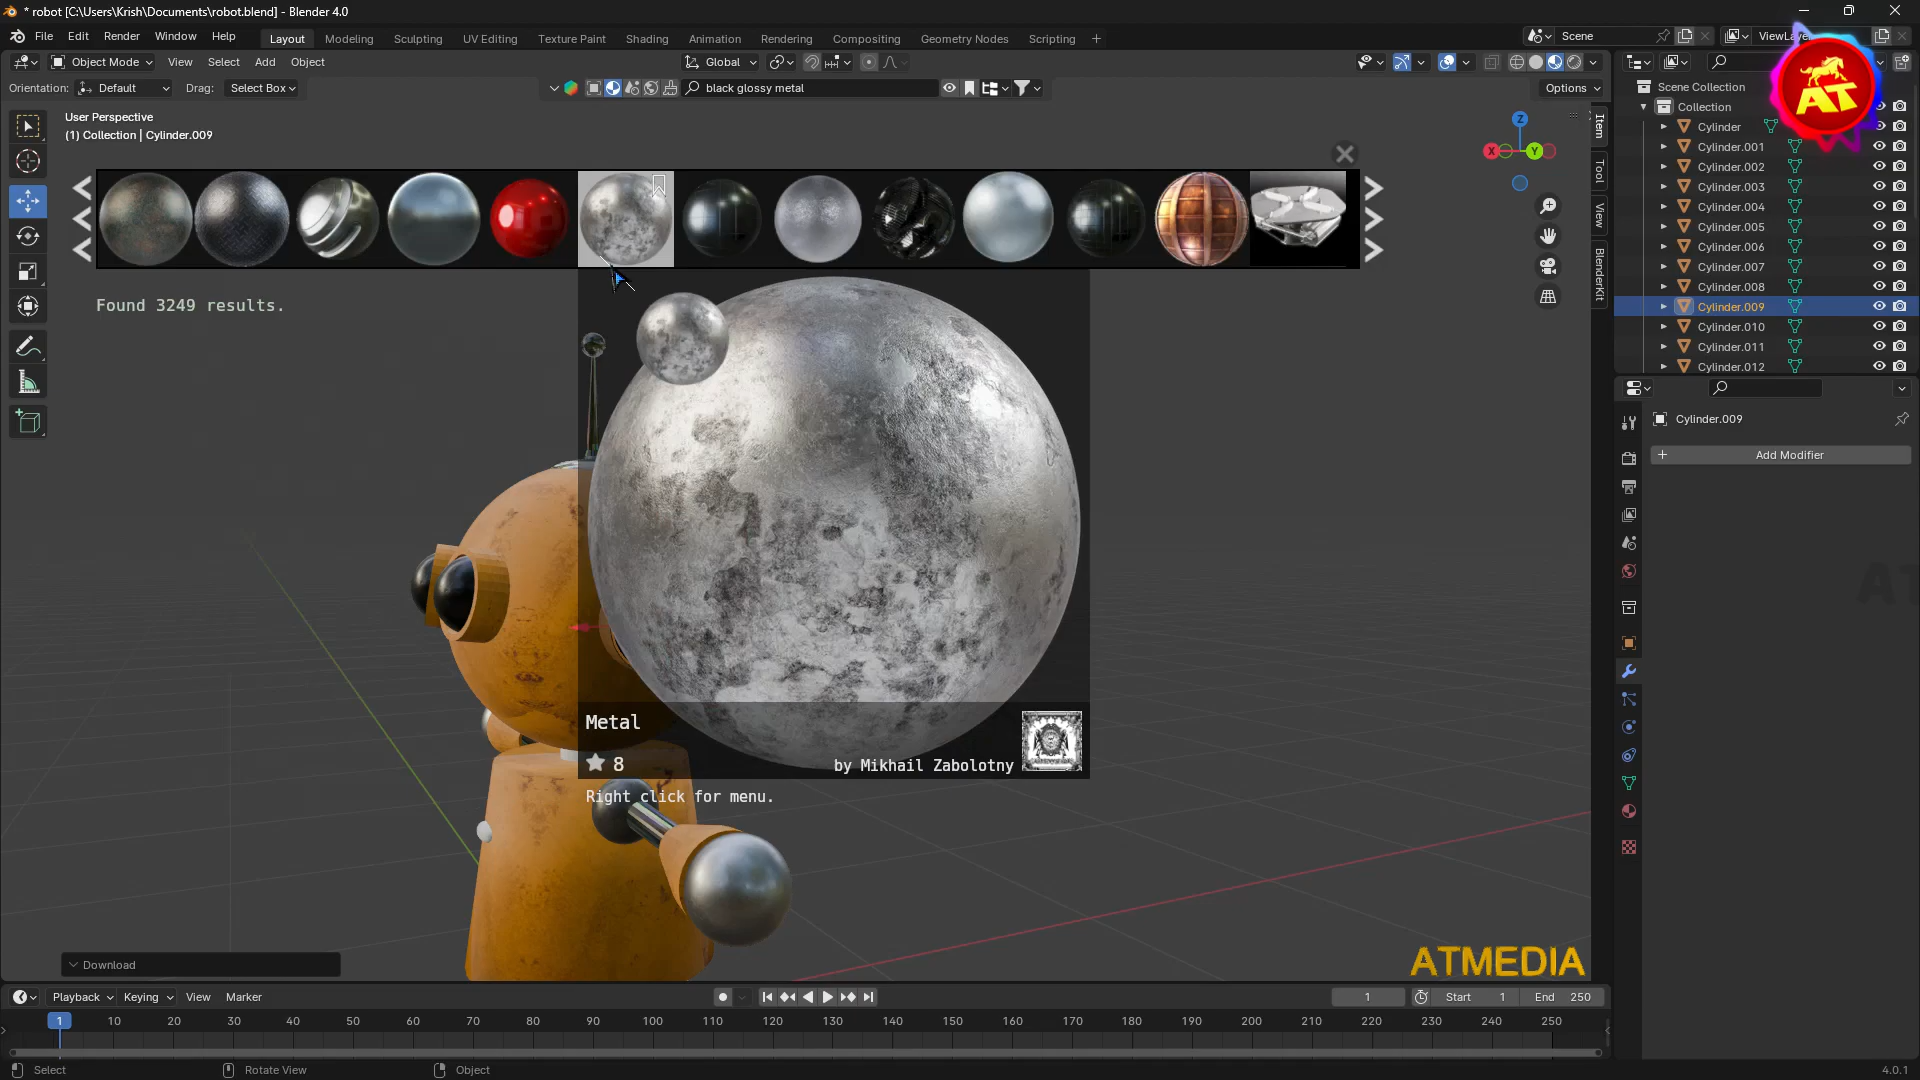 * robot [C:\Users\Krish\Documents\robot.blend] - Blender 4.0
File Edit Render Window Help Layout Modeling Sculpting UV Editing Texture Paint Shading Animation Rendering Compositing Geometry Nodes Scripting + Scene
Object Mode View Select Add Object Global
Orientation: Default Drag: Select Box black glossy metal Options
User Perspective
(1) Collection | Cylinder.009
Z
X Y
Item
Tool
View
BlenderKit
Found 3249 results.
Metal
8
by Mikhail Zabolotny
Right click for menu.
Download
ATMEDIA
AT
Scene Collection
Collection
Cylinder
Cylinder.001
Cylinder.002
Cylinder.003
Cylinder.004
Cylinder.005
Cylinder.006
Cylinder.007
Cylinder.008
Cylinder.009
Cylinder.010
Cylinder.011
Cylinder.012
Cylinder.009
+ Add Modifier
AT
Playback Keying View Marker 1 Start 1 End 250
1 10 20 30 40 50 60 70 80 90 100 110 120 130 140 150 160 170 180 190 200 210 220 230 240 250
Select Rotate View Object 4.0.1